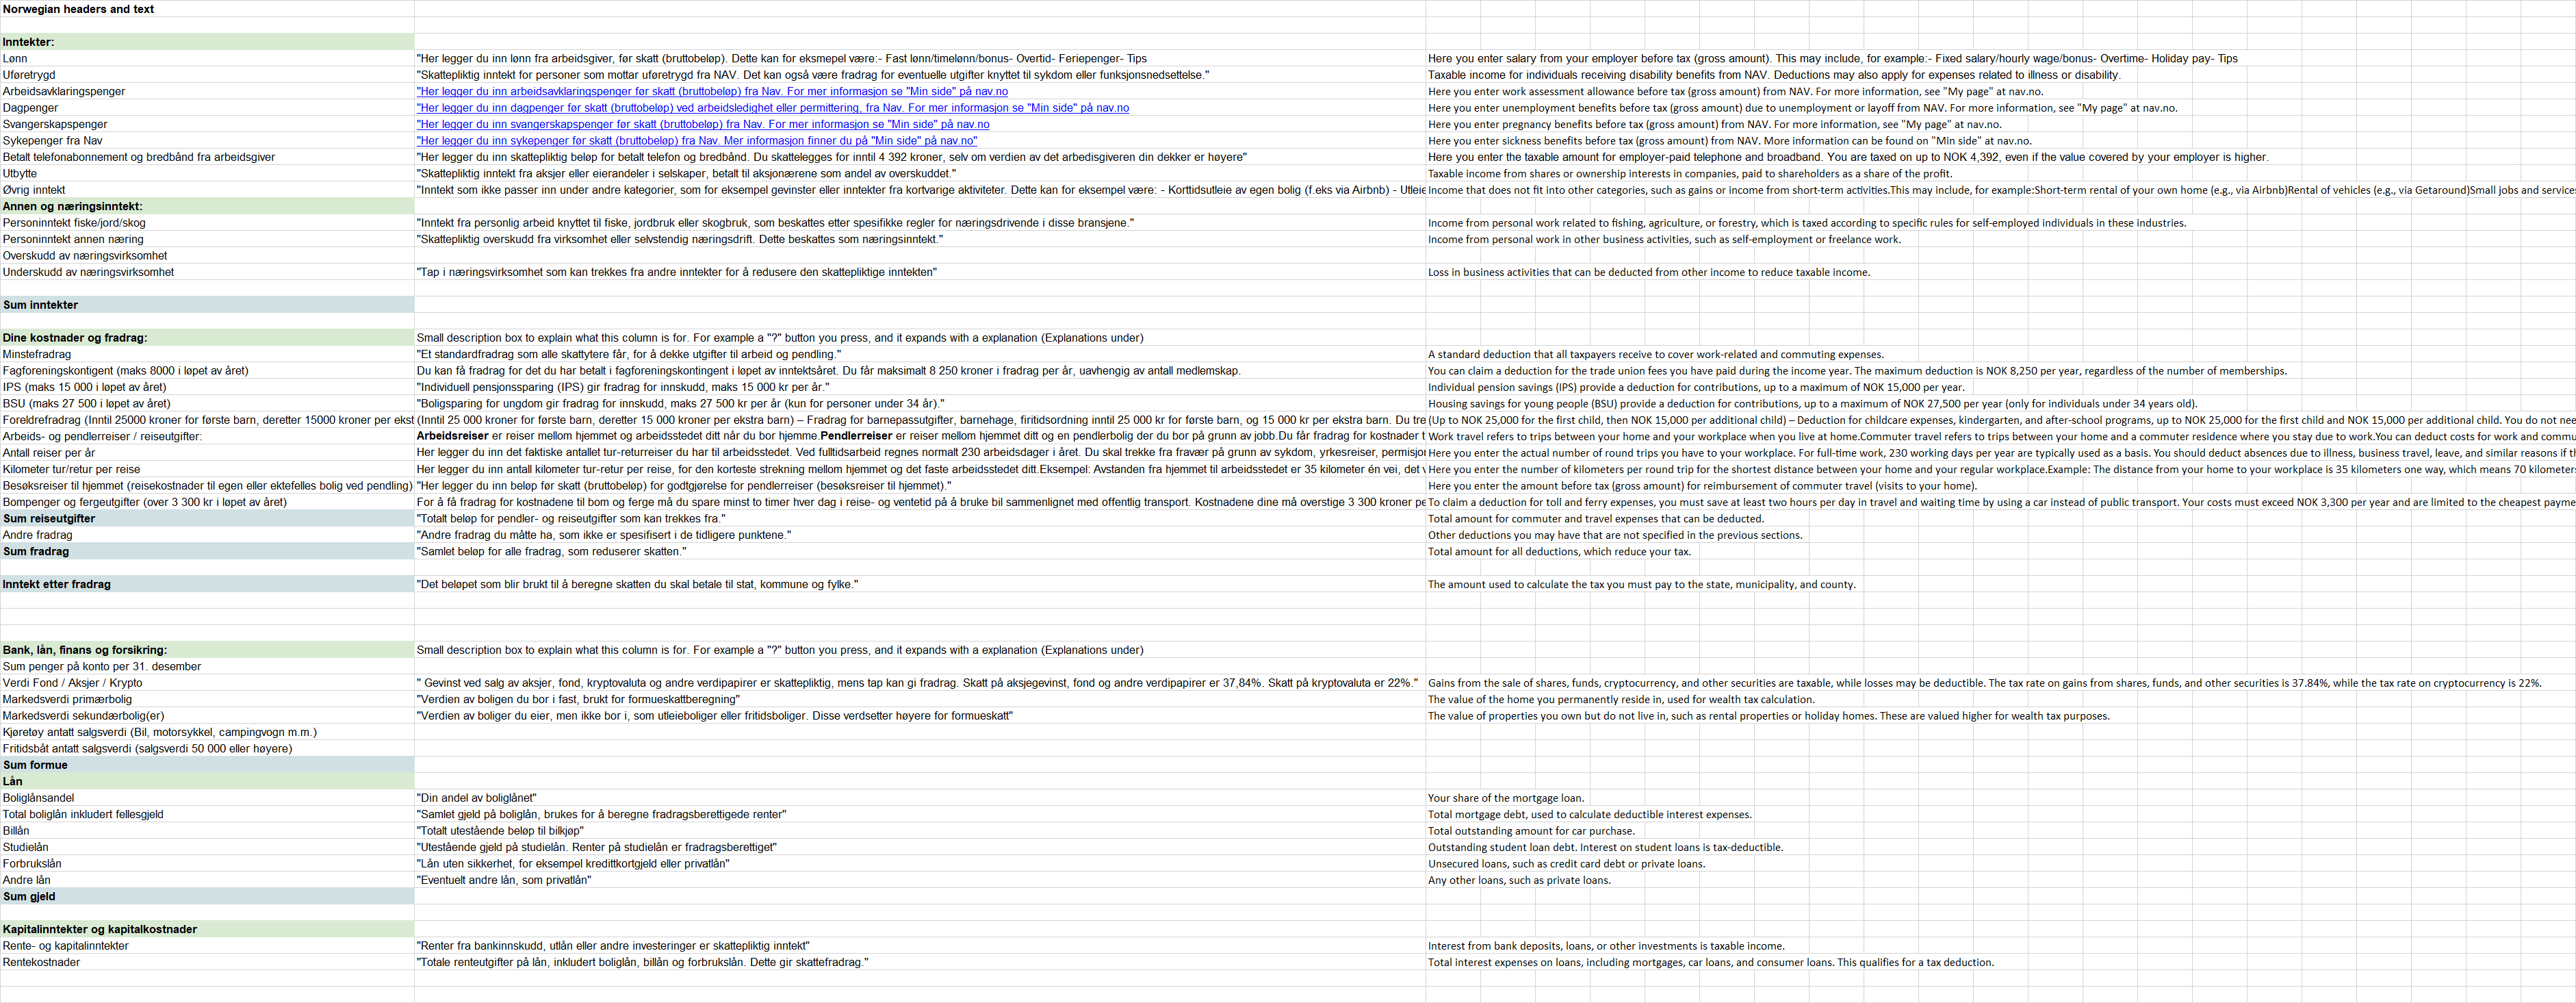 Norwegian headers and text
Inntekter:
Lønn "Her legger du inn lønn fra arbeidsgiver, før skatt (bruttobeløp). Dette kan for eksmepel være:- Fast lønn/timelønn/bonus- Overtid- Feriepenger- Tips Here you enter salary from your employer before tax (gross amount). This may include, for example:- Fixed salary/hourly wage/bonus- Overtime- Holiday pay- Tips
Uføretrygd "Skattepliktig inntekt for personer som mottar uføretrygd fra NAV. Det kan også være fradrag for eventuelle utgifter knyttet til sykdom eller funksjonsnedsettelse." Taxable income for individuals receiving disability benefits from NAV. Deductions may also apply for expenses related to illness or disability.
Arbeidsavklaringspenger "Her legger du inn arbeidsavklaringspenger før skatt (bruttobeløp) fra Nav. For mer informasjon se "Min side" på nav.no Here you enter work assessment allowance before tax (gross amount) from NAV. For more information, see "My page" at nav.no.
Dagpenger "Her legger du inn dagpenger før skatt (bruttobeløp) ved arbeidsledighet eller permittering, fra Nav. For mer informasjon se "Min side" på nav.no Here you enter unemployment benefits before tax (gross amount) due to unemployment or layoff from NAV. For more information, see "My page" at nav.no.
Svangerskapspenger "Her legger du inn svangerskapspenger før skatt (bruttobeløp) fra Nav. For mer informasjon se "Min side" på nav.no Here you enter pregnancy benefits before tax (gross amount) from NAV. For more information, see "My page" at nav.no.
Sykepenger fra Nav "Her legger du inn sykepenger før skatt (bruttobeløp) fra Nav. Mer informasjon finner du på "Min side" på nav.no" Here you enter sickness benefits before tax (gross amount) from NAV. More information can be found on "Min side" at nav.no.
Betalt telefonabonnement og bredbånd fra arbeidsgiver "Her legger du inn skattepliktig beløp for betalt telefon og bredbånd. Du skattelegges for inntil 4 392 kroner, selv om verdien av det arbedisgiveren din dekker er høyere" Here you enter the taxable amount for employer-paid telephone and broadband. You are taxed on up to NOK 4,392, even if the value covered by your employer is higher.
Utbytte "Skattepliktig inntekt fra aksjer eller eierandeler i selskaper, betalt til aksjonærene som andel av overskuddet." Taxable income from shares or ownership interests in companies, paid to shareholders as a share of the profit.
Øvrig inntekt "Inntekt som ikke passer inn under andre kategorier, som for eksempel gevinster eller inntekter fra kortvarige aktiviteter. Dette kan for eksempel være: - Korttidsutleie av egen bolig (f.eks via Airbnb) - Utleie Income that does not fit into other categories, such as gains or income from short-term activities.This may include, for example:Short-term rental of your own home (e.g., via Airbnb)Rental of vehicles (e.g., via Getaround)Small jobs and service
Annen og næringsinntekt:
Personinntekt fiske/jord/skog "Inntekt fra personlig arbeid knyttet til fiske, jordbruk eller skogbruk, som beskattes etter spesifikke regler for næringsdrivende i disse bransjene." Income from personal work related to fishing, agriculture, or forestry, which is taxed according to specific rules for self-employed individuals in these industries.
Personinntekt annen næring "Skattepliktig overskudd fra virksomhet eller selvstendig næringsdrift. Dette beskattes som næringsinntekt." Income from personal work in other business activities, such as self-employment or freelance work.
Overskudd av næringsvirksomhet
Underskudd av næringsvirksomhet "Tap i næringsvirksomhet som kan trekkes fra andre inntekter for å redusere den skattepliktige inntekten" Loss in business activities that can be deducted from other income to reduce taxable income.
Sum inntekter
Dine kostnader og fradrag: Small description box to explain what this column is for. For example a "?" button you press, and it expands with a explanation (Explanations under)
Minstefradrag "Et standardfradrag som alle skattytere får, for å dekke utgifter til arbeid og pendling." A standard deduction that all taxpayers receive to cover work-related and commuting expenses.
Fagforeningskontigent (maks 8000 i løpet av året) Du kan få fradrag for det du har betalt i fagforeningskontingent i løpet av inntektsåret. Du får maksimalt 8 250 kroner i fradrag per år, uavhengig av antall medlemskap. You can claim a deduction for the trade union fees you have paid during the income year. The maximum deduction is NOK 8,250 per year, regardless of the number of memberships.
IPS (maks 15 000 i løpet av året) "Individuell pensjonssparing (IPS) gir fradrag for innskudd, maks 15 000 kr per år." Individual pension savings (IPS) provide a deduction for contributions, up to a maximum of NOK 15,000 per year.
BSU (maks 27 500 i løpet av året) "Boligsparing for ungdom gir fradrag for innskudd, maks 27 500 kr per år (kun for personer under 34 år)." Housing savings for young people (BSU) provide a deduction for contributions, up to a maximum of NOK 27,500 per year (only for individuals under 34 years old).
Foreldrefradrag (Intill 25000 kroner for første barn, deretter 15000 kroner per ekst (Inntil 25 000 kroner for første barn, deretter 15 000 kroner per ekstra barn) – Fradrag for barnepassutgifter, barnehage, firitidsordning inntil 25 000 kr for første barn, og 15 000 kr per ekstra barn. Du tre (Up to NOK 25,000 for the first child, then NOK 15,000 per additional child) – Deduction for childcare expenses, kindergarten, and after-school programs, up to NOK 25,000 for the first child and NOK 15,000 per additional child. You do not nee
Arbeids- og pendlerreiser / reiseutgifter: Arbeidsreiser er reiser mellom hjemmet og arbeidsstedet ditt når du bor hjemme.Pendlerreiser er reiser mellom hjemmet ditt og en pendlerbolig der du bor på grunn av jobb.Du får fradrag for kostnader t Work travel refers to trips between your home and your workplace when you live at home.Commuter travel refers to trips between your home and a commuter residence where you stay due to work.You can deduct costs for work and commu
Antall reiser per år Her legger du inn det faktiske antallet tur-returreiser du har til arbeidsstedet. Ved fulltidsarbeid regnes normalt 230 arbeidsdager i året. Du skal trekke fra fravær på grunn av sykdom, yrkesreiser, permisjon Here you enter the actual number of round trips you have to your workplace. For full-time work, 230 working days per year are typically used as a basis. You should deduct absences due to illness, business travel, leave, and similar reasons if th
Kilometer tur/retur per reise Her legger du inn antall kilometer tur-retur per reise, for den korteste strekning mellom hjemmet og det faste arbeidsstedet ditt.Eksempel: Avstanden fra hjemmet til arbeidsstedet er 35 kilometer én vei, det v Here you enter the number of kilometers per round trip for the shortest distance between your home and your regular workplace.Example: The distance from your home to your workplace is 35 kilometers one way, which means 70 kilometer
Besøksreiser til hjemmet (reisekostnader til egen eller ektefelles bolig ved pendling) "Her legger du inn beløp før skatt (bruttobeløp) for godtgjørelse for pendlerreiser (besøksreiser til hjemmet)." Here you enter the amount before tax (gross amount) for reimbursement of commuter travel (visits to your home).
Bompenger og fergeutgifter (over 3 300 kr i løpet av året) For å få fradrag for kostnadene til bom og ferge må du spare minst to timer hver dag i reise- og ventetid på å bruke bil sammenlignet med offentlig transport. Kostnadene dine må overstige 3 300 kroner pe To claim a deduction for toll and ferry expenses, you must save at least two hours per day in travel and waiting time by using a car instead of public transport. Your costs must exceed NOK 3,300 per year and are limited to the cheapest payme
Sum reiseutgifter "Totalt beløp for pendler- og reiseutgifter som kan trekkes fra." Total amount for commuter and travel expenses that can be deducted.
Andre fradrag "Andre fradrag du måtte ha, som ikke er spesifisert i de tidligere punktene." Other deductions you may have that are not specified in the previous sections.
Sum fradrag "Samlet beløp for alle fradrag, som reduserer skatten." Total amount for all deductions, which reduce your tax.
Inntekt etter fradrag "Det beløpet som blir brukt til å beregne skatten du skal betale til stat, kommune og fylke." The amount used to calculate the tax you must pay to the state, municipality, and county.
Bank, lån, finans og forsikring: Small description box to explain what this column is for. For example a "?" button you press, and it expands with a explanation (Explanations under)
Sum penger på konto per 31. desember
Verdi Fond / Aksjer / Krypto " Gevinst ved salg av aksjer, fond, kryptovaluta og andre verdipapirer er skattepliktig, mens tap kan gi fradrag. Skatt på aksjegevinst, fond og andre verdipapirer er 37,84%. Skatt på kryptovaluta er 22%." Gains from the sale of shares, funds, cryptocurrency, and other securities are taxable, while losses may be deductible. The tax rate on gains from shares, funds, and other securities is 37.84%, while the tax rate on cryptocurrency is 22%.
Markedsverdi primærbolig "Verdien av boligen du bor i fast, brukt for formueskattberegning" The value of the home you permanently reside in, used for wealth tax calculation.
Markedsverdi sekundærbolig(er) "Verdien av boliger du eier, men ikke bor i, som utleieboliger eller fritidsboliger. Disse verdsetter høyere for formueskatt" The value of properties you own but do not live in, such as rental properties or holiday homes. These are valued higher for wealth tax purposes.
Kjøretøy antatt salgsverdi (Bil, motorsykkel, campingvogn m.m.)
Fritidsbåt antatt salgsverdi (salgsverdi 50 000 eller høyere)
Sum formue
Lån
Boliglånsandel "Din andel av boliglånet" Your share of the mortgage loan.
Total boliglån inkludert fellesgjeld "Samlet gjeld på boliglån, brukes for å beregne fradragsberettigede renter" Total mortgage debt, used to calculate deductible interest expenses.
Billån "Totalt utestående beløp til bilkjøp" Total outstanding amount for car purchase.
Studielån "Utestående gjeld på studielån. Renter på studielån er fradragsberettiget" Outstanding student loan debt. Interest on student loans is tax-deductible.
Forbrukslån "Lån uten sikkerhet, for eksempel kredittkortgjeld eller privatlån" Unsecured loans, such as credit card debt or private loans.
Andre lån "Eventuelt andre lån, som privatlån" Any other loans, such as private loans.
Sum gjeld
Kapitalinntekter og kapitalkostnader
Rente- og kapitalinntekter "Renter fra bankinnskudd, utlån eller andre investeringer er skattepliktig inntekt" Interest from bank deposits, loans, or other investments is taxable income.
Rentekostnader "Totale renteutgifter på lån, inkludert boliglån, billån og forbrukslån. Dette gir skattefradrag." Total interest expenses on loans, including mortgages, car loans, and consumer loans. This qualifies for a tax deduction.